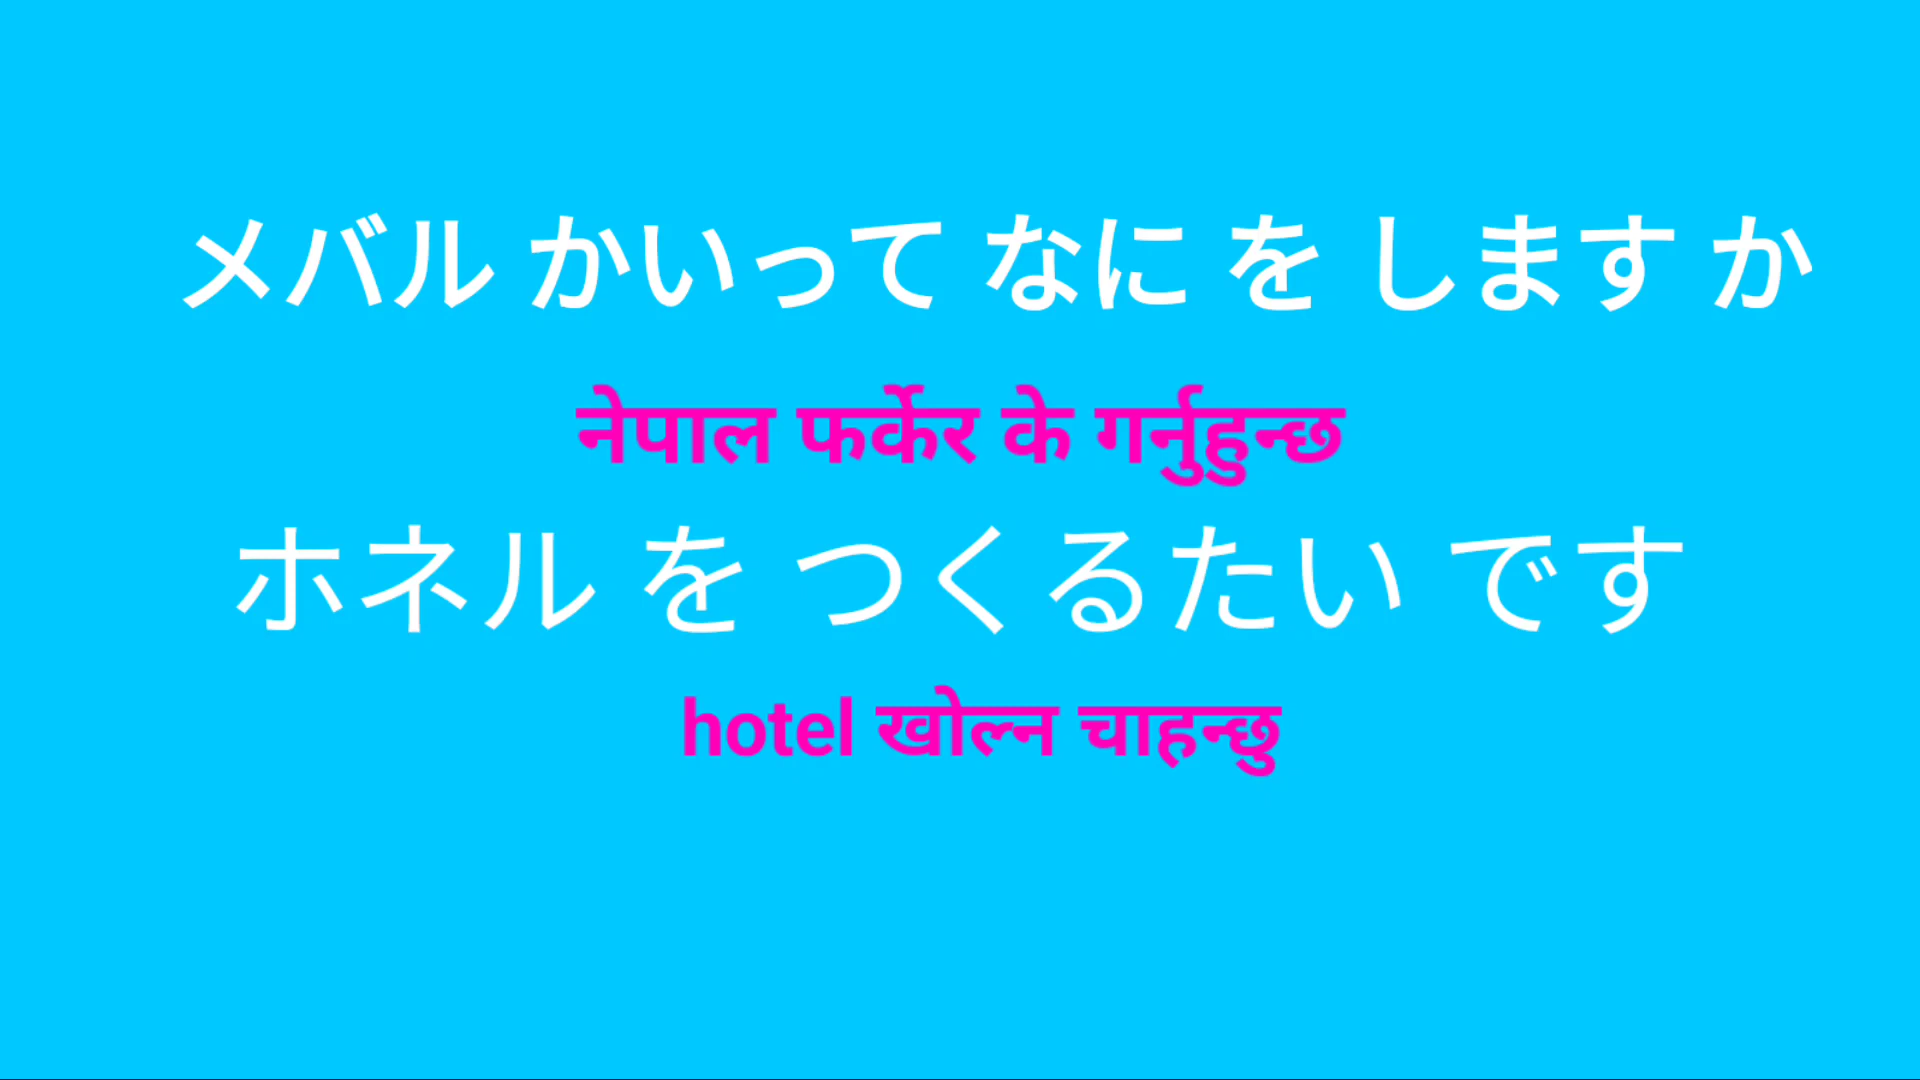 メバル かいって なに を します か
नेपाल फर्केर के गर्नुहुन्छ
ホネル を つくるたい です
hotel खोल्न चाहन्छु